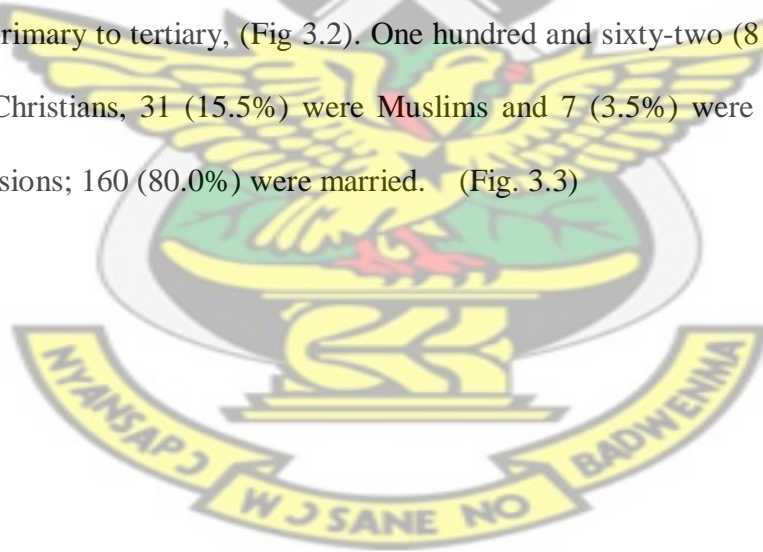 rimary to tertiary, (Fig 3.2). One hundred and sixty-two (8
Christians, 31 (15.5%) were Muslims and 7 (3.5%) were
sions; 160 (80.0%) were married. (Fig. 3.3)
NYANSAPƆ WƆSANE NO BADWENMA